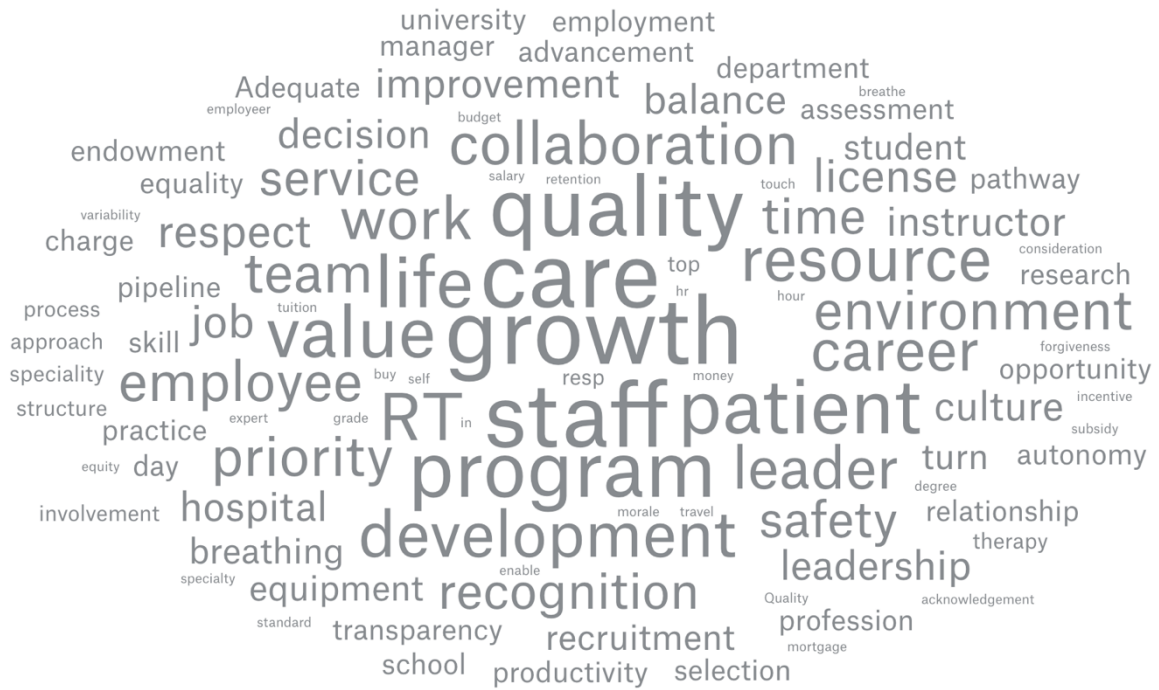 university employment
manager advancement
department
Adequate improvement
breathe
employeer
balance assessment
budget
decision collaboration student
endowment
equality service
salary retention
touch
license pathway
variability
charge respect work quality time instructor
team life care top resource
consideration
research
pipeline
hr
hour
process
tuition
job value growth environment
approach skill
forgiveness
career
opportunity
speciality employee
buy self
resp
money
structure
incentive
expert grade
RT in staff patient culture
subsidy
practice
equity day priority program leader turn autonomy
degree
involvement hospital
morale travel
safety relationship
breathing development
therapy
specialty
enable
leadership
equipment recognition
Quality acknowledgement
standard
transparency recruitment profession
mortgage
school productivity selection